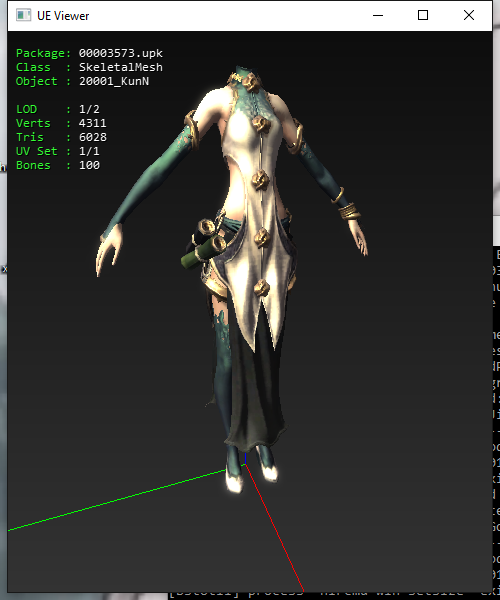 UE Viewer
Package: 00003573.upk
Class : SkeletalMesh
Object : 20001_KunN
LOD : 1/2
Verts : 4311
Tris : 6028
UV Set : 1/1
Bones : 100